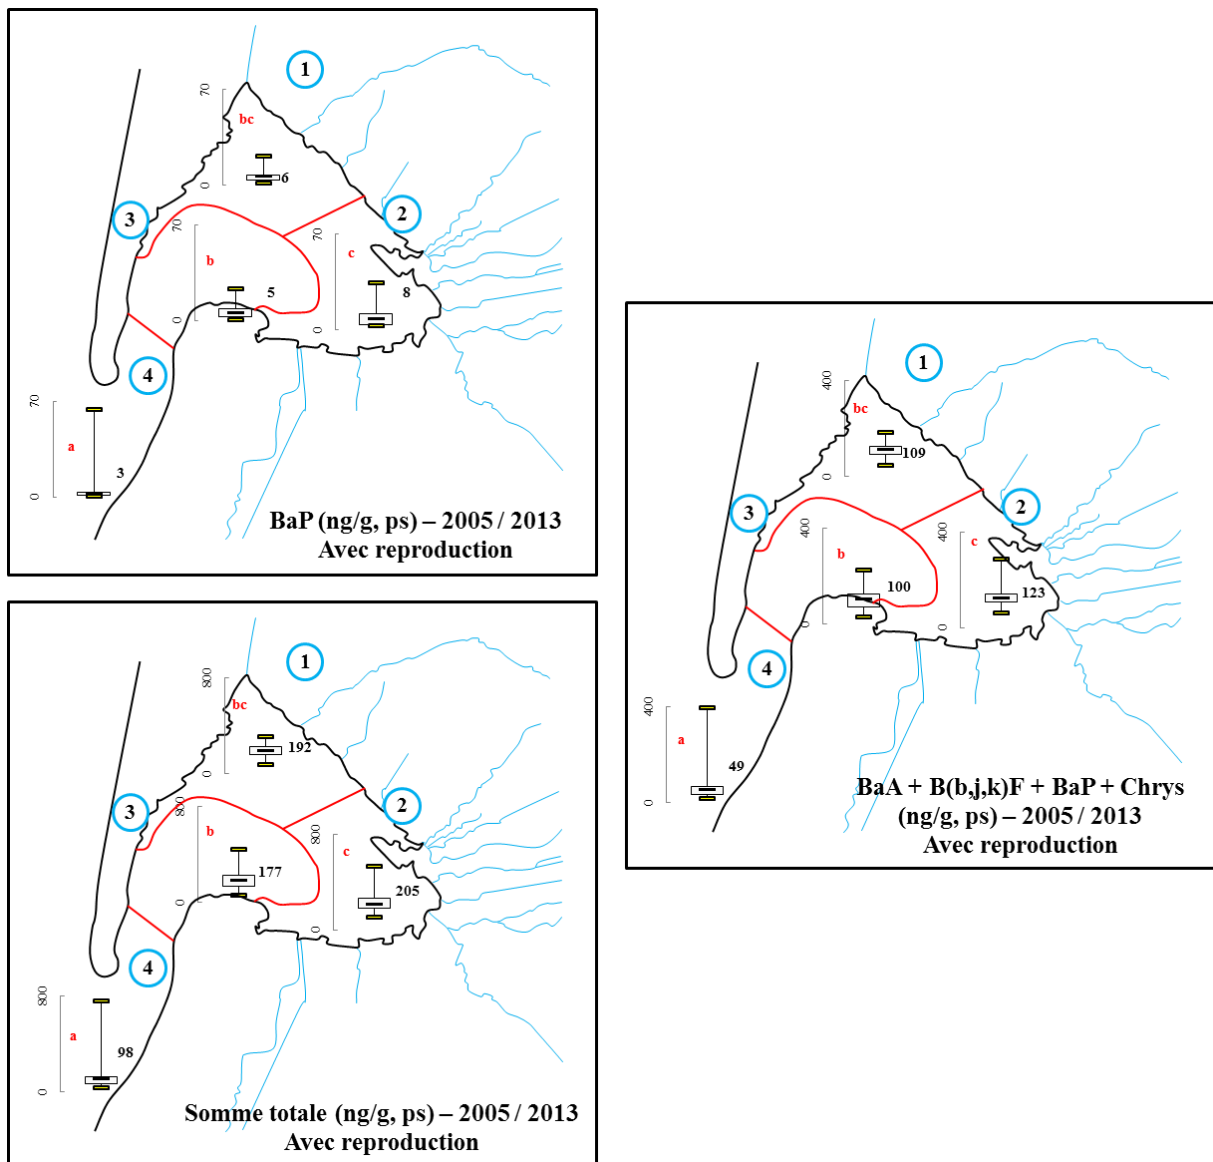 1
70
0
bc
6
3
2
70
0
b
5
70
0
c
8
4
70
0
a
3
BaP (ng/g, ps) – 2005 / 2013
Avec reproduction
1
400
0
bc
109
3
2
400
0
b
100
400
0
c
123
4
400
0
a
49
BaA + B(b,j,k)F + BaP + Chrys
(ng/g, ps) – 2005 / 2013
Avec reproduction
1
800
0
bc
192
3
2
800
0
b
177
800
0
c
205
4
800
0
a
98
Somme totale (ng/g, ps) – 2005 / 2013
Avec reproduction